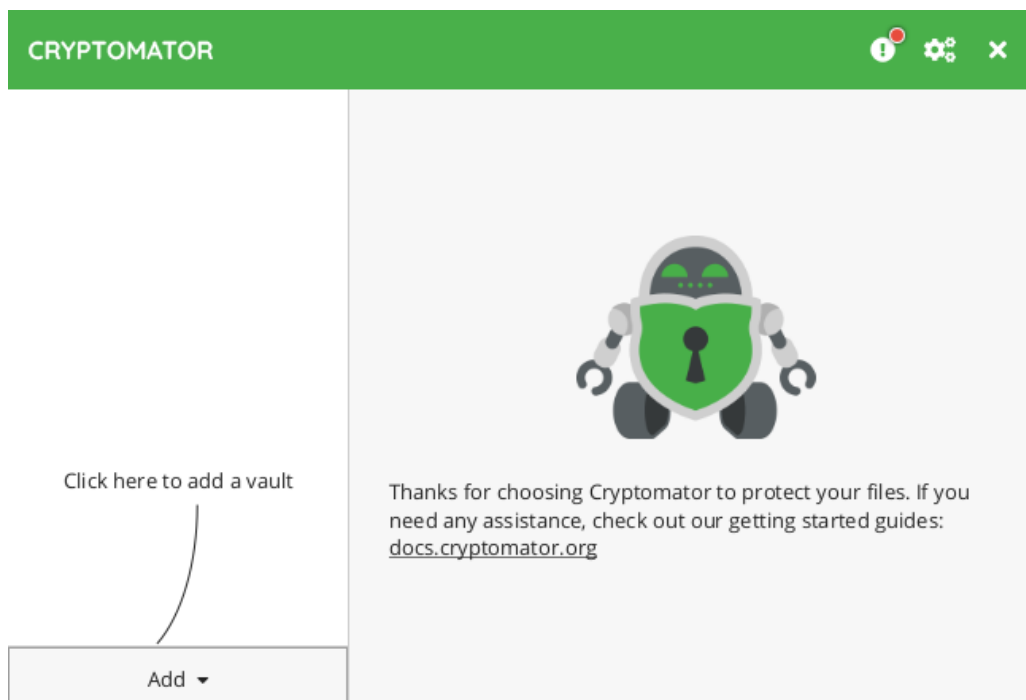 CRYPTOMATOR
Click here to add a vault
Add
Thanks for choosing Cryptomator to protect your files. If you
need any assistance, check out our getting started guides:
docs.cryptomator.org